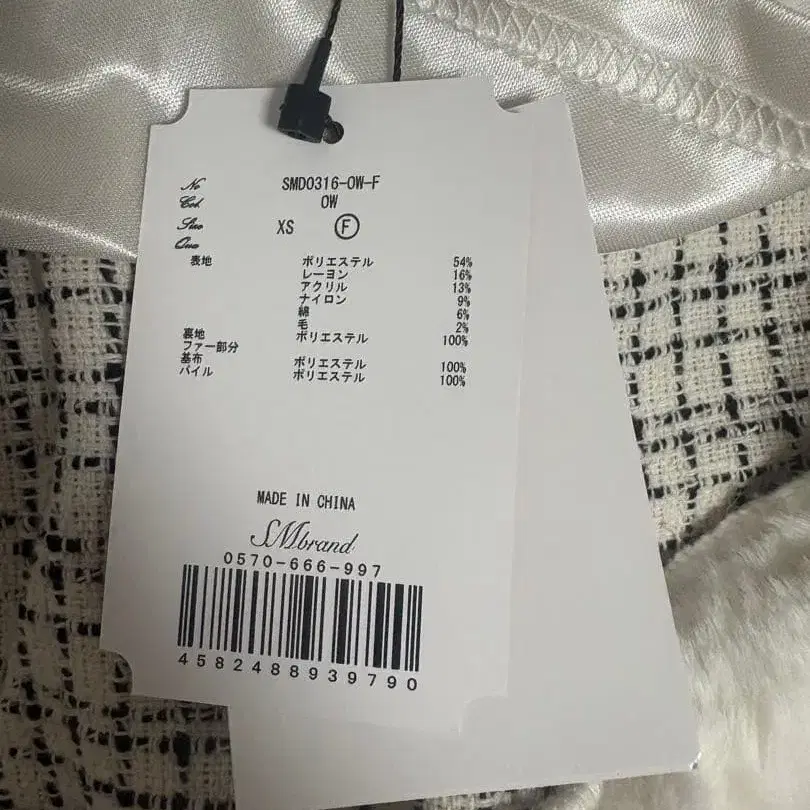 No SMD0316-OW-F
Col OW
Size XS Ⓕ
Qua
表地 ポリエステル 54%
レーヨン 16%
アクリル 13%
ナイロン 9%
綿 6%
毛 2%
裏地 ポリエステル 100%
ファー部分
基布 ポリエステル 100%
パイル ポリエステル 100%
MADE IN CHINA
SMbrand
0570-666-997
4582488939790